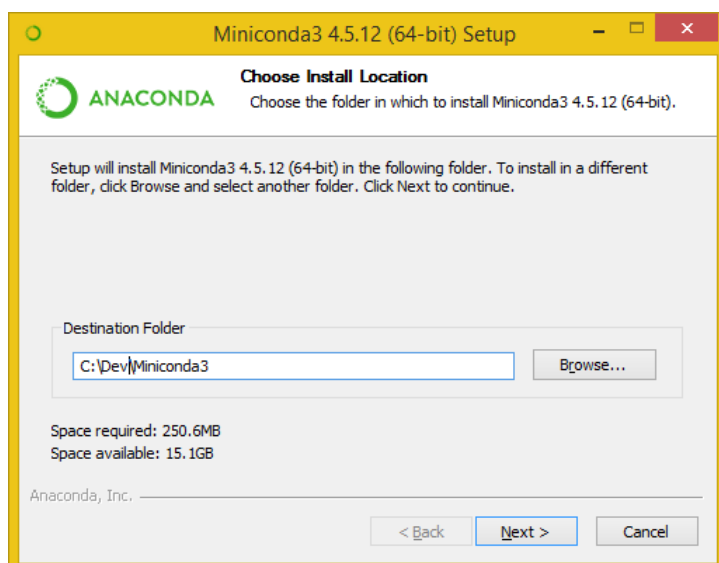 Miniconda3 4.5.12 (64-bit) Setup
ANACONDA
Choose Install Location
Choose the folder in which to install Miniconda3 4.5.12 (64-bit).
Setup will install Miniconda3 4.5.12 (64-bit) in the following folder. To install in a different
folder, click Browse and select another folder. Click Next to continue.
Destination Folder
C:\Dev\Miniconda3
Browse...
Space required: 250.6MB
Space available: 15.1GB
Anaconda, Inc.
< Back
Next >
Cancel